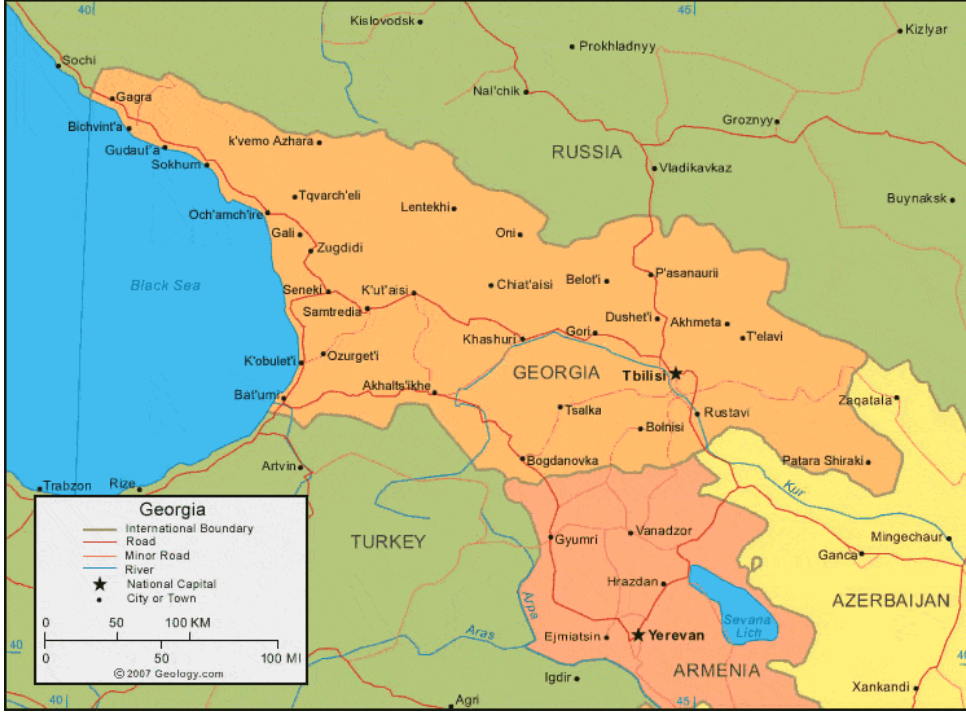 40
45
Kislovodsk
Kizlyar
Prokhladnyy
Sochi
Nal'chik
Gagra
Groznyy
Bichvint'a
k'vemo Azhara
Gudaut'a
RUSSIA
Sokhum
Vladikavkaz
Tqvarch'eli
Buynaksk
Lentekhi
Och'amch'ire
Gali
Oni
Zugdidi
P'asanaurii
Black Sea
Seneki
K'ut'aisi
Chiat'aisi
Belot'i
Samtredia
Dushet'i
Akhmeta
Khashuri
Gori
T'elavi
K'obulet'i
Ozurget'i
GEORGIA
Tbilisi
Bat'umi
Akhalts'ikhe
Zaqatala
Tsalka
Rustavi
Bolnisi
Artvin
Bogdanovka
Patara Shiraki
Trabzon
Rize
Kur
Georgia
International Boundary
Road
Minor Road
River
National Capital
City or Town
0 50 100 KM
0 50 100 MI
© 2007 Geology.com
TURKEY
Gyumri
Vanadzor
Mingechaur
Ganca
Hrazdan
Arpa
AZERBAIJAN
Sevana
Lich
Aras
Ejmiatsin
Yerevan
40
40
ARMENIA
Igdir
Xankandi
40
Agri
45